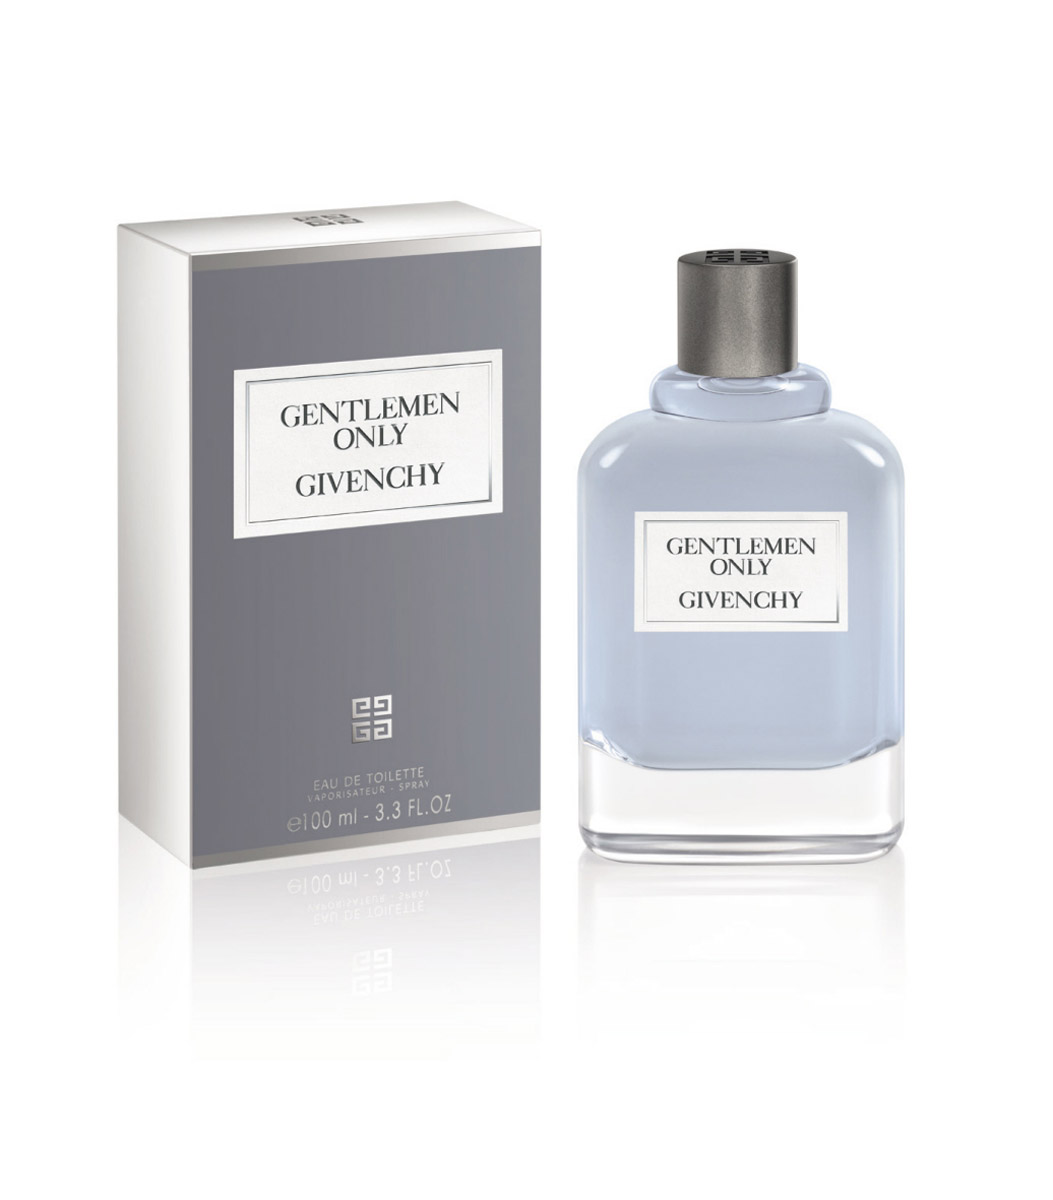 GENTLEMEN
ONLY
GIVENCHY
EAU DE TOILETTE
VAPORISATEUR - SPRAY
℮100 ml - 3.3 FL.OZ
GENTLEMEN
ONLY
GIVENCHY